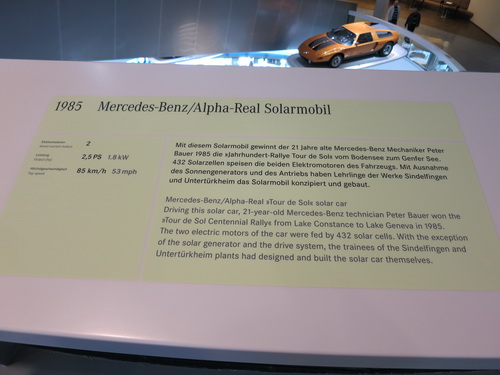 1985 Mercedes-Benz/Alpha-Real Solarmobil
2
2,5 PS 1.8 kW
85 km/h 53 mph
Mit diesem Solarmobil gewinnt der 21 Jahre alte Mercedes-Benz Mechaniker Peter
Bauer 1985 die »Jahrhundert-Rallye Tour de Sol« vom Bodensee zum Genfer See.
432 Solarzellen speisen die beiden Elektromotoren des Fahrzeugs. Mit Ausnahme
des Sonnengenerators und des Antriebs haben Lehrlinge der Werke Sindelfingen
und Untertürkheim das Solarmobil konzipiert und gebaut.
Mercedes-Benz/Alpha-Real »Tour de Sol« solar car
Driving this solar car, 21-year-old Mercedes-Benz technician Peter Bauer won the
»Tour de Sol Centennial Rally« from Lake Constance to Lake Geneva in 1985.
The two electric motors of the car were fed by 432 solar cells. With the exception
of the solar generator and the drive system, the trainees of the Sindelfingen and
Untertürkheim plants had designed and built the solar car themselves.